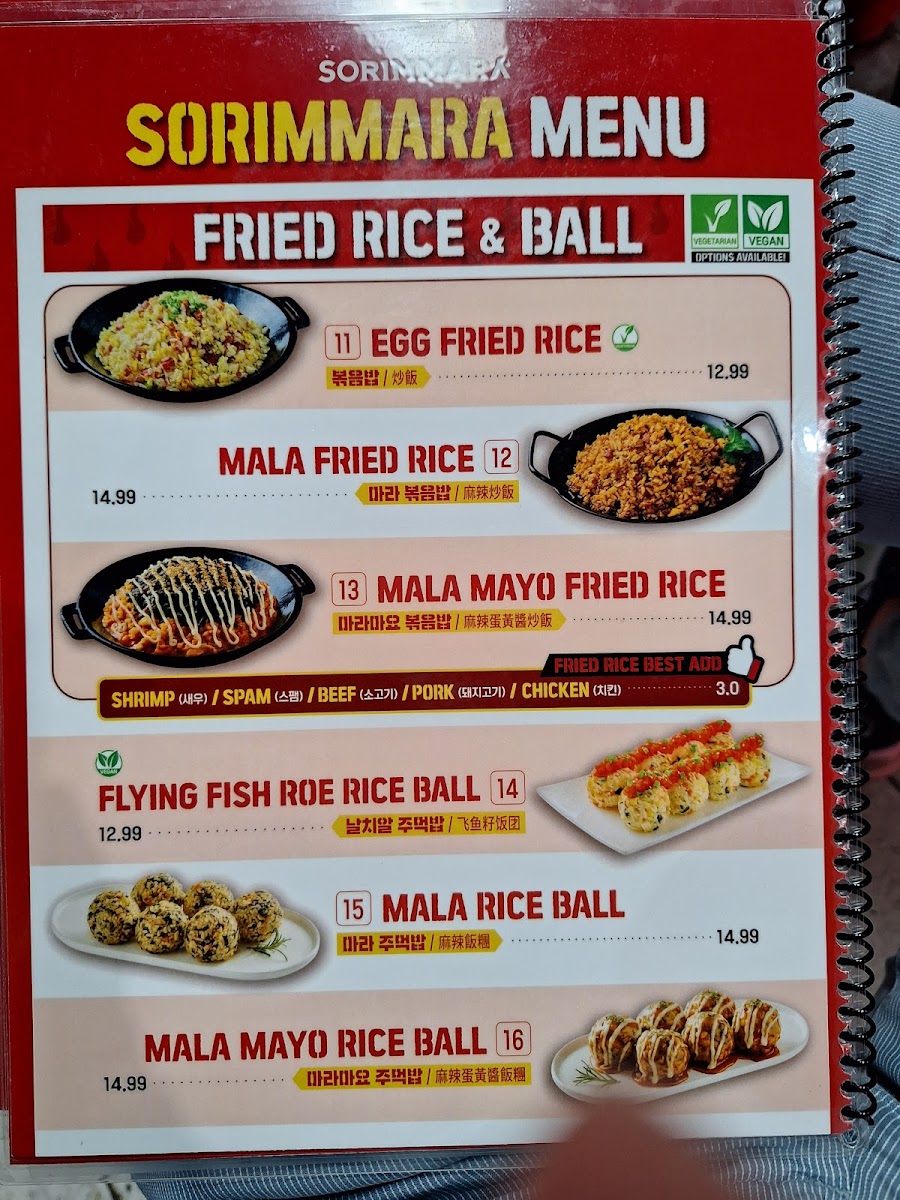 SORIMMARA
SORIMMARA MENU
FRIED RICE & BALL
VEGETARIAN VEGAN
OPTIONS AVAILABLE!
11 EGG FRIED RICE
볶음밥 / 炒飯 12.99
MALA FRIED RICE 12
14.99 마라 볶음밥 / 麻辣炒飯
13 MALA MAYO FRIED RICE
마라마요 볶음밥 / 麻辣蛋黃醬炒飯 14.99
FRIED RICE BEST ADD
SHRIMP (새우) / SPAM (스팸) / BEEF (소고기) / PORK (돼지고기) / CHICKEN (치킨) 3.0
VEGAN
FLYING FISH ROE RICE BALL 14
12.99 날치알 주먹밥 / 飞鱼籽饭团
15 MALA RICE BALL
마라 주먹밥 / 麻辣飯糰 14.99
MALA MAYO RICE BALL 16
14.99 마라마요 주먹밥 / 麻辣蛋黃醬飯糰